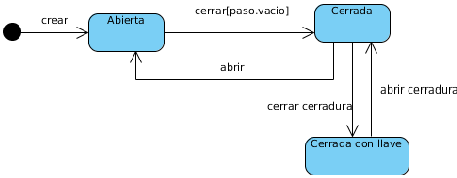 crear
Abierta
cerrar[paso.vacio]
Cerrada
abrir
cerrar cerradura
abrir cerradura
Cerraca con llave